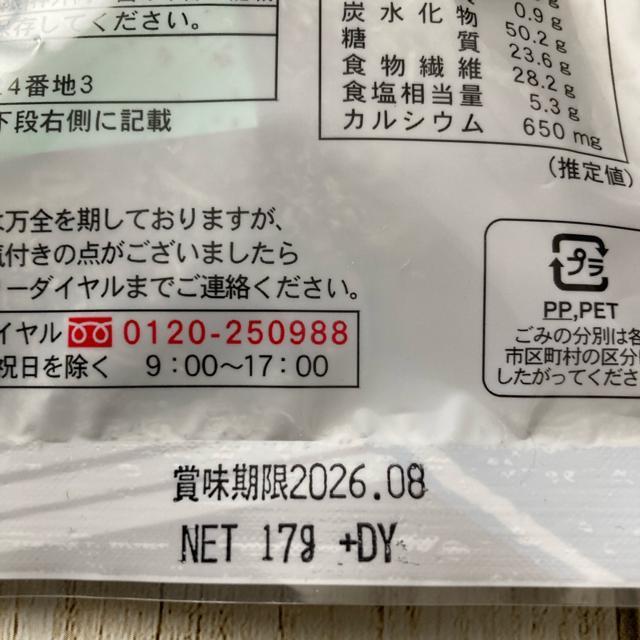 保存してください。
4番地3
下段右側に記載
0.9g
炭水化物 50.2g
糖質 23.6g
食物繊維 28.2g
食塩相当量 5.3g
カルシウム 650mg
(推定値)
は万全を期しておりますが、
気付きの点がございましたら
ーダイヤルまでご連絡ください。
イヤル 0120-250988
祝日を除く 9:00～17:00
プラ
PP,PET
ごみの分別は各
市区町村の区分に
したがってくださ
賞味期限2026.08
NET 17g +DY